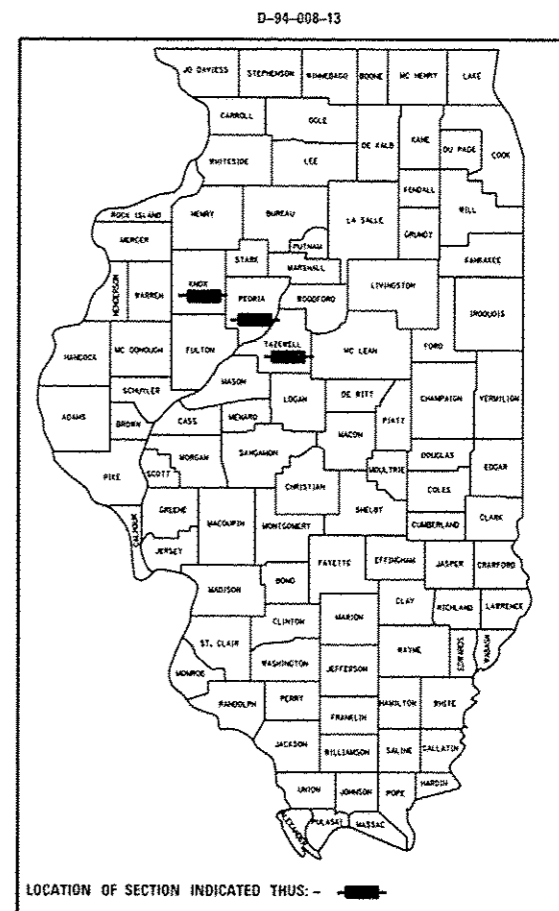 D-94-008-13
JO DAVIESS STEPHENSON WINNEBAGO BOONE MC HENRY LAKE
CARROLL OGLE
DE KALB KANE DU PAGE COOK
WHITESIDE LEE
KENDALL WILL
ROCK ISLAND HENRY BUREAU LA SALLE GRUNDY
MERCER PUTNAM KANKAKEE
STARK MARSHALL
HENDERSON WARREN KNOX PEORIA WOODFORD LIVINGSTON IROQUOIS
HANCOCK MC DONOUGH FULTON TAZEWELL MC LEAN FORD
MASON
SCHUYLER LOGAN DE WITT CHAMPAIGN VERMILION
ADAMS BROWN CASS MENARD PIATT
MACON
MORGAN SANGAMON DOUGLAS
PIKE SCOTT MOULTRIE EDGAR
CHRISTIAN COLES
GREENE SHELBY
CALHOUN MACOUPIN MONTGOMERY CUMBERLAND CLARK
JERSEY
FAYETTE EFFINGHAM JASPER CRAWFORD
MADISON BOND
CLAY RICHLAND LAWRENCE
CLINTON MARION
ST. CLAIR WAYNE EDWARDS WABASH
WASHINGTON JEFFERSON
MONROE
RANDOLPH PERRY HAMILTON WHITE
FRANKLIN
JACKSON WILLIAMSON SALINE GALLATIN
UNION JOHNSON POPE HARDIN
ALEXANDER PULASKI MASSAC
LOCATION OF SECTION INDICATED THUS: -